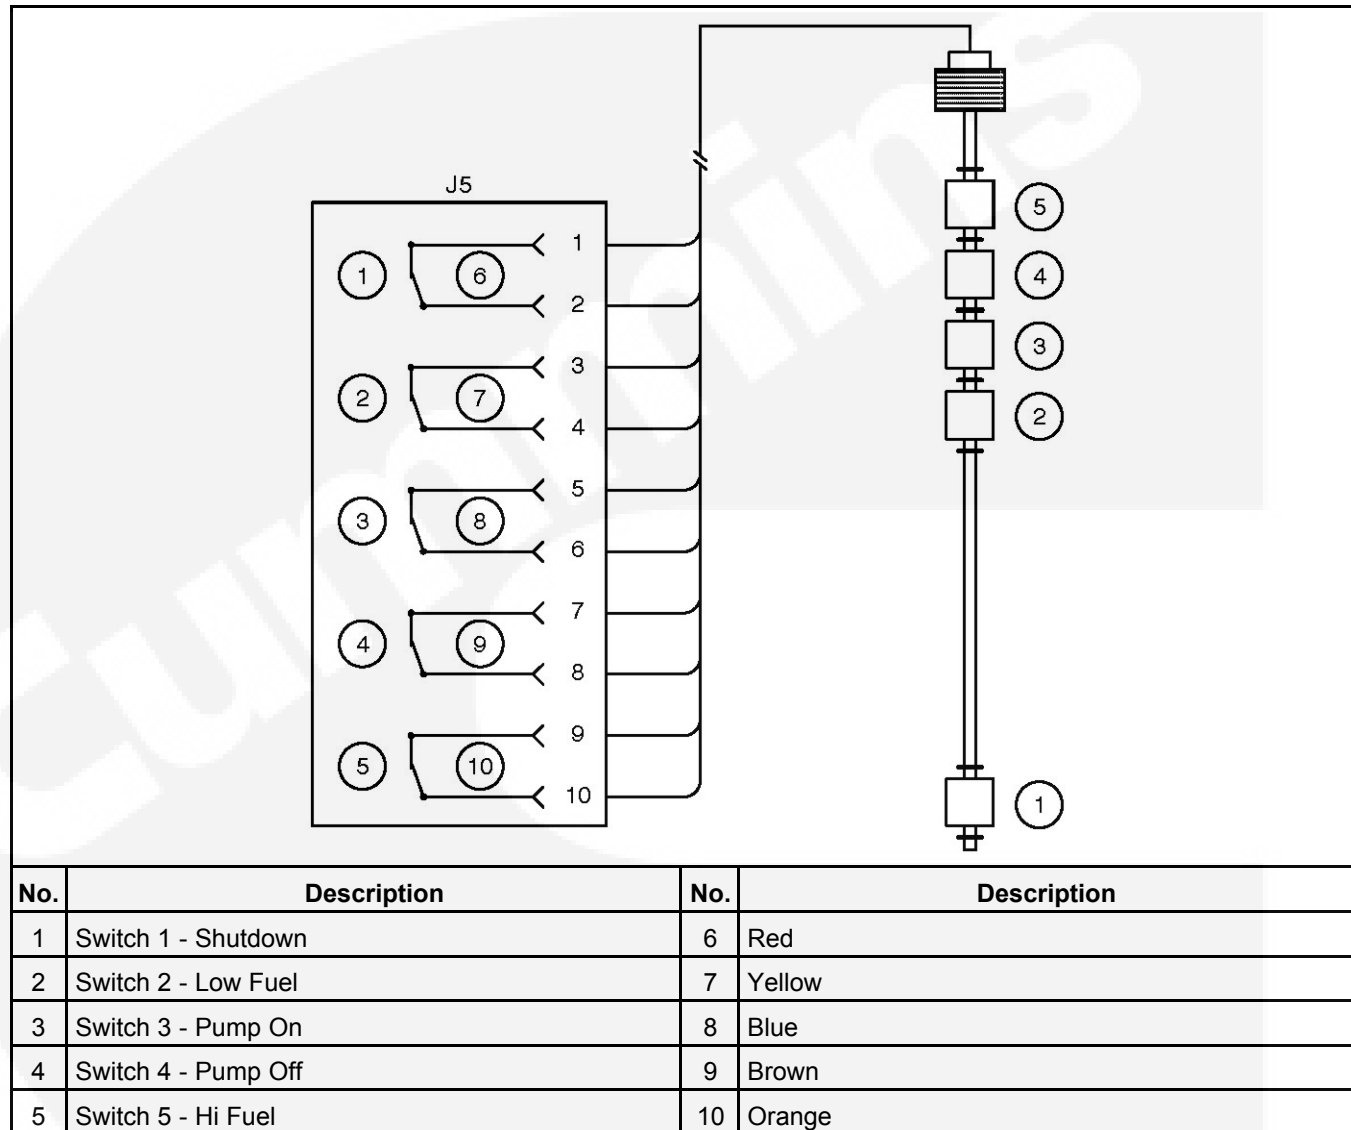 Cummins
J5
1 6 1
2
2 7 3
4
3 8 5
6
4 9 7
8
5 10 9
10
5
4
3
2
1
No. Description No. Description
1 Switch 1 - Shutdown 6 Red
2 Switch 2 - Low Fuel 7 Yellow
3 Switch 3 - Pump On 8 Blue
4 Switch 4 - Pump Off 9 Brown
5 Switch 5 - Hi Fuel 10 Orange